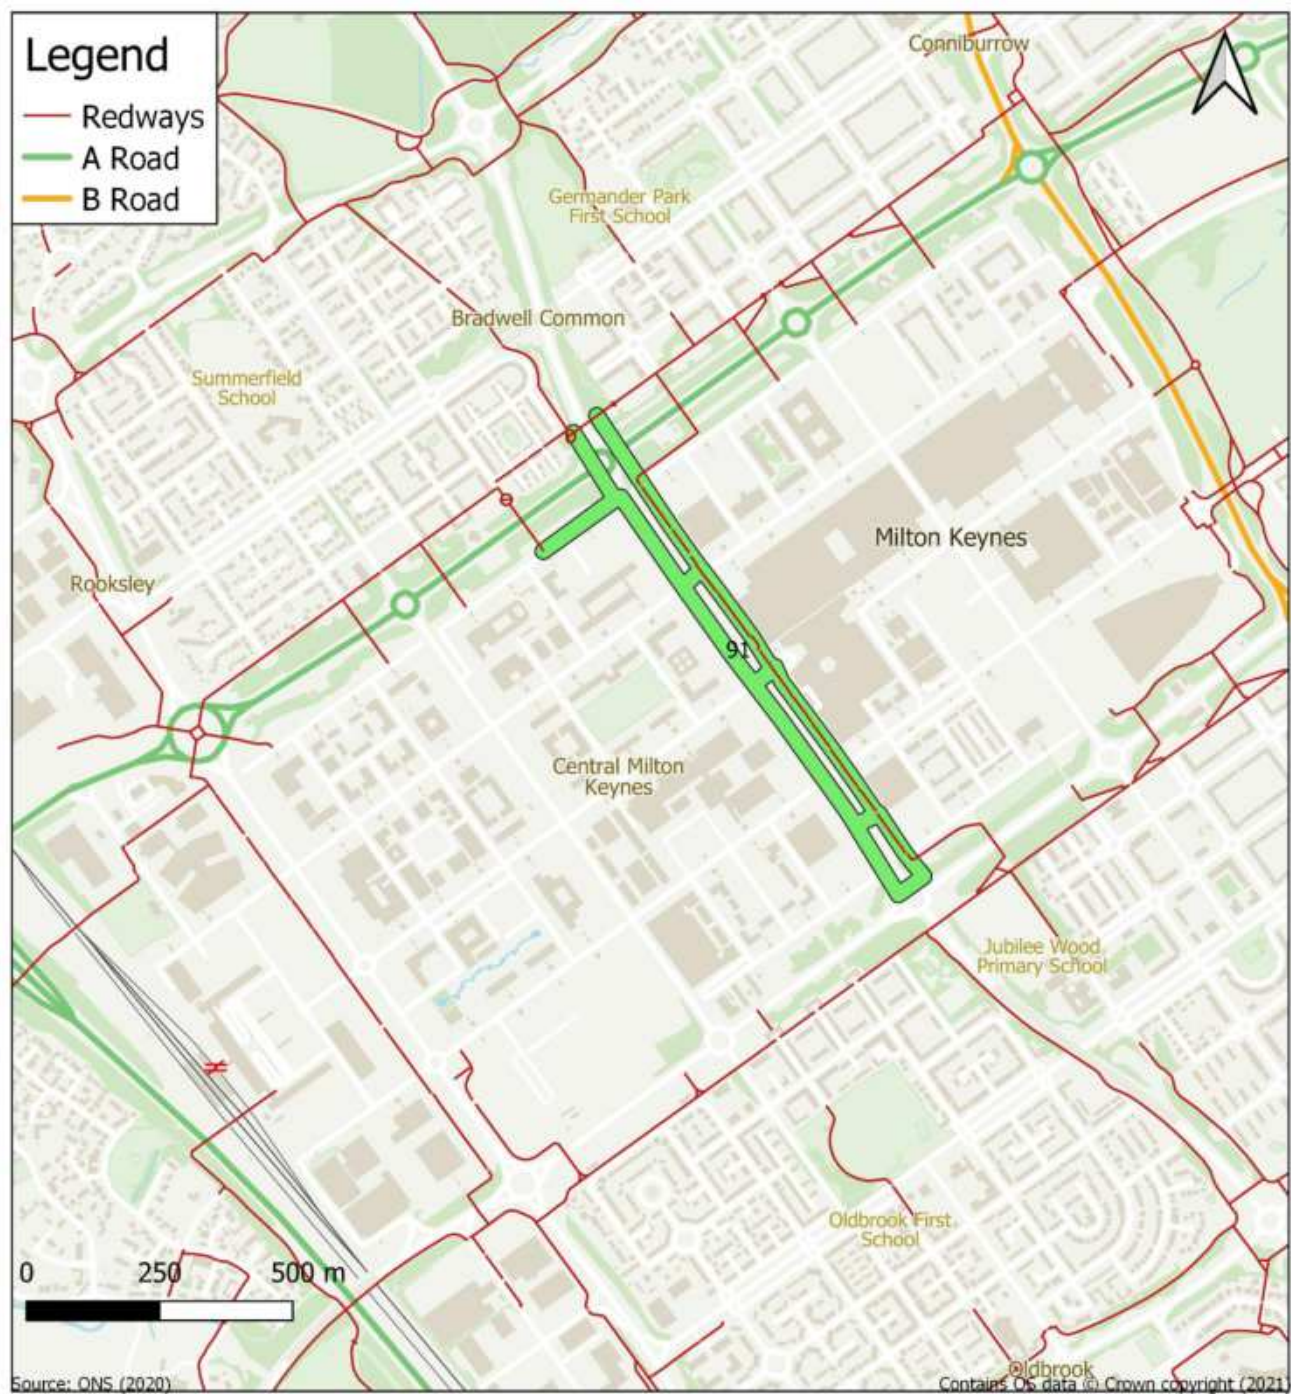 Legend
Redways
A Road
B Road
Conniburrow
Germander Park
First School
Bradwell Common
Summerfield
School
Milton Keynes
Rooksley
91
Central Milton
Keynes
Jubilee Wood
Primary School
Oldbrook First
School
0 250 500 m
Oldbrook
Source: ONS (2020)
Contains OS data © Crown copyright (2021)